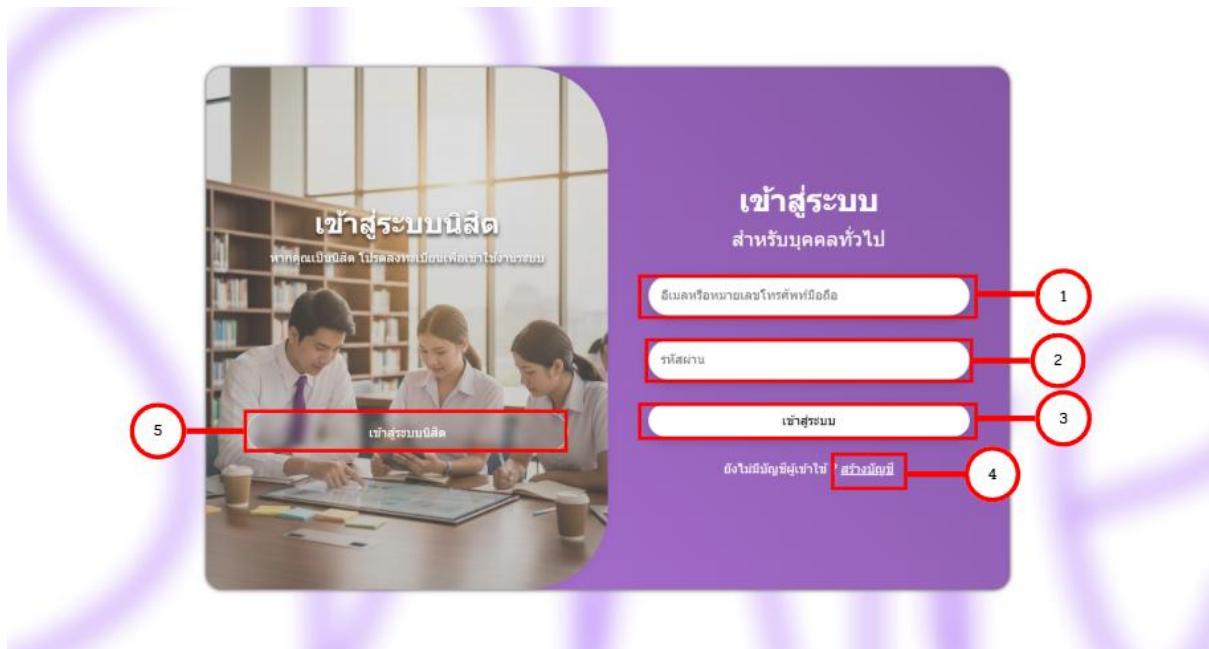 เข้าสู่ระบบนิสิต
หากคุณเป็นนิสิต โปรดลงทะเบียนเพื่อเข้าใช้งานระบบ
เข้าสู่ระบบนิสิต
5
เข้าสู่ระบบ
สำหรับบุคคลทั่วไป
อีเมลหรือหมายเลขโทรศัพท์มือถือ
1
รหัสผ่าน
2
เข้าสู่ระบบ
3
ยังไม่มีบัญชีผู้เข้าใช้ ? สร้างบัญชี
4